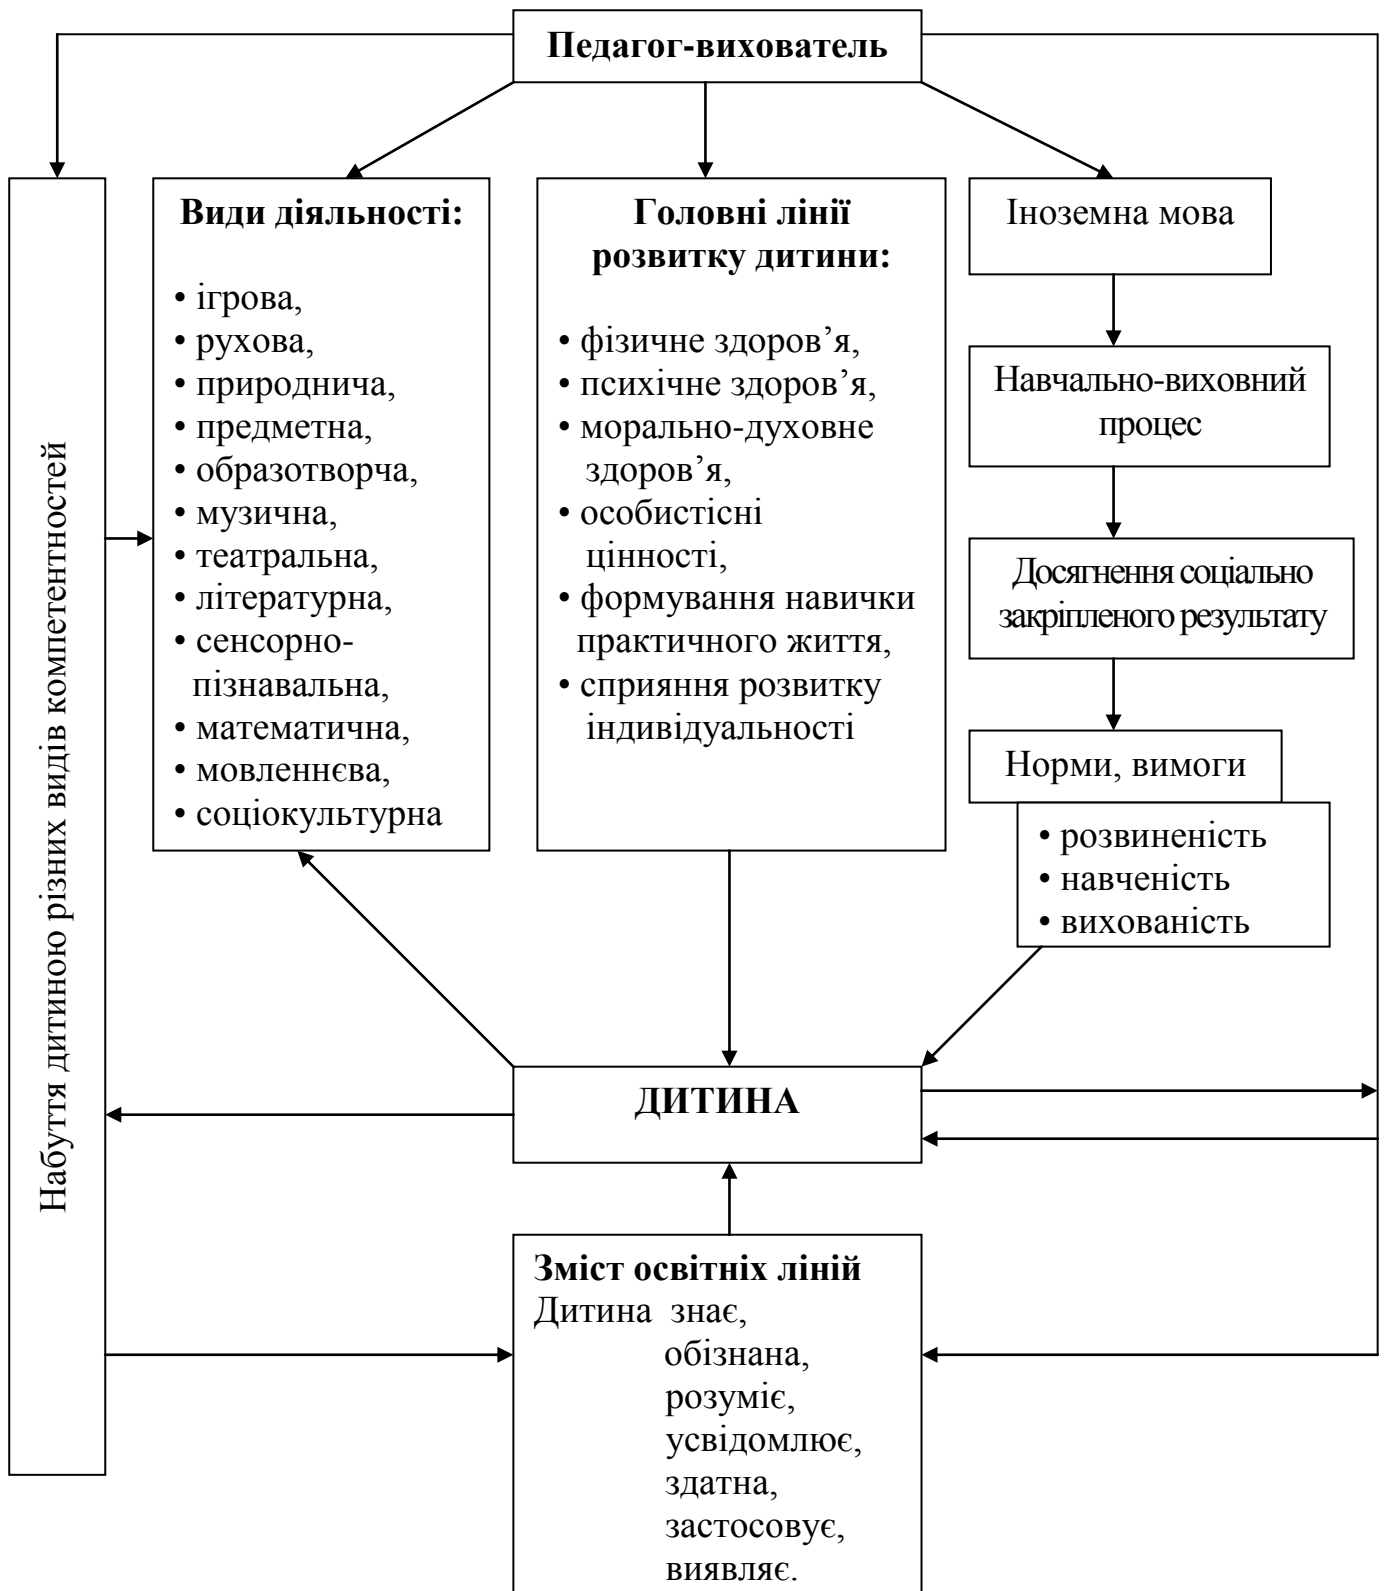 Педагог-вихователь
Набуття дитиною різних видів компетентностей
Види діяльності:
• ігрова,
• рухова,
• природнича,
• предметна,
• образотворча,
• музична,
• театральна,
• літературна,
• сенсорно-
пізнавальна,
• математична,
• мовленнєва,
• соціокультурна
Головні лінії
розвитку дитини:
• фізичне здоров’я,
• психічне здоров’я,
• морально-духовне
здоров’я,
• особистісні
цінності,
• формування навички
практичного життя,
• сприяння розвитку
індивідуальності
Іноземна мова
Навчально-виховний
процес
Досягнення соціально
закріпленого результату
Норми, вимоги
• розвиненість
• навченість
• вихованість
ДИТИНА
Зміст освітніх ліній
Дитина знає,
обізнана,
розуміє,
усвідомлює,
здатна,
застосовує,
виявляє.